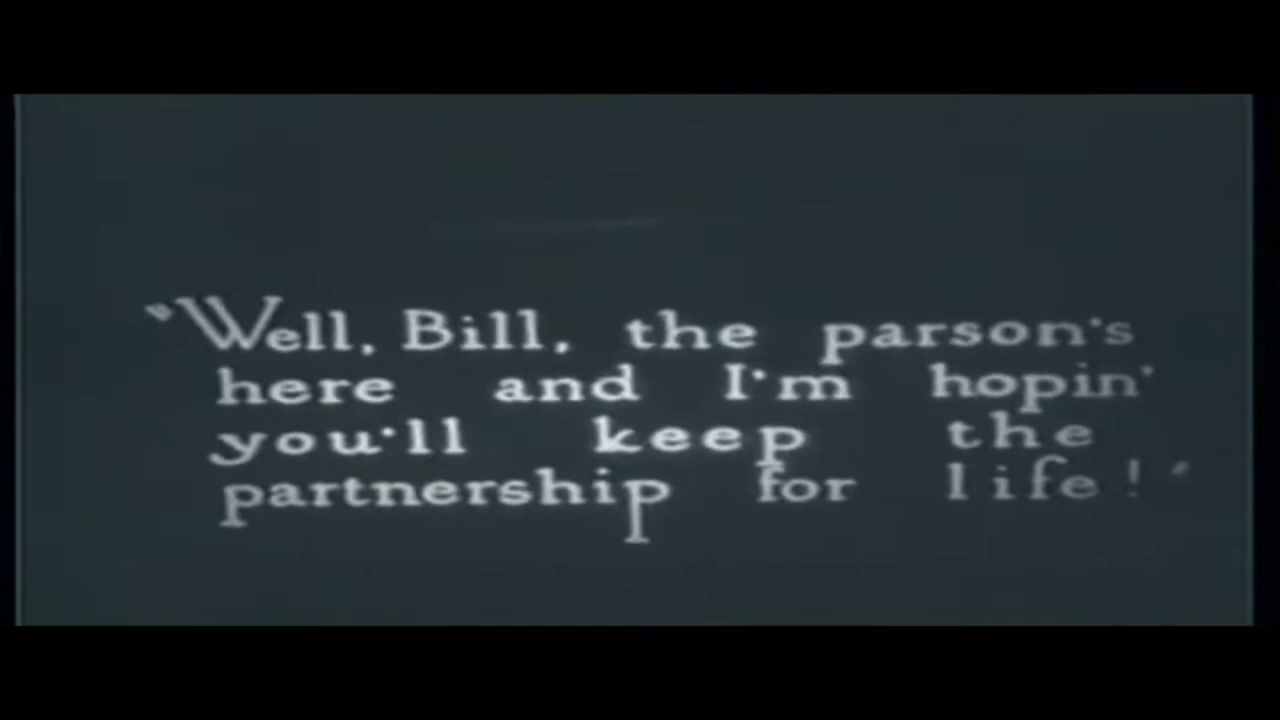 "Well, Bill, the parson's
here and I'm hopin'
you'll keep the
partnership for life!"